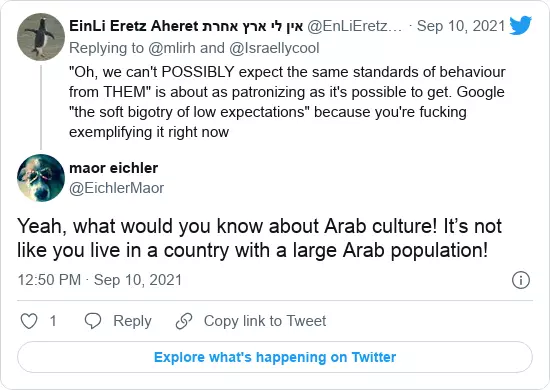 EinLi Eretz Aheret אין לי ארץ אחרת @EnLiEretz… · Sep 10, 2021
Replying to @mlirh and @Israellycool
"Oh, we can't POSSIBLY expect the same standards of behaviour
from THEM" is about as patronizing as it's possible to get. Google
"the soft bigotry of low expectations" because you're fucking
exemplifying it right now
maor eichler
@EichlerMaor
Yeah, what would you know about Arab culture! It’s not
like you live in a country with a large Arab population!
12:50 PM · Sep 10, 2021
1 Reply Copy link to Tweet
Explore what's happening on Twitter